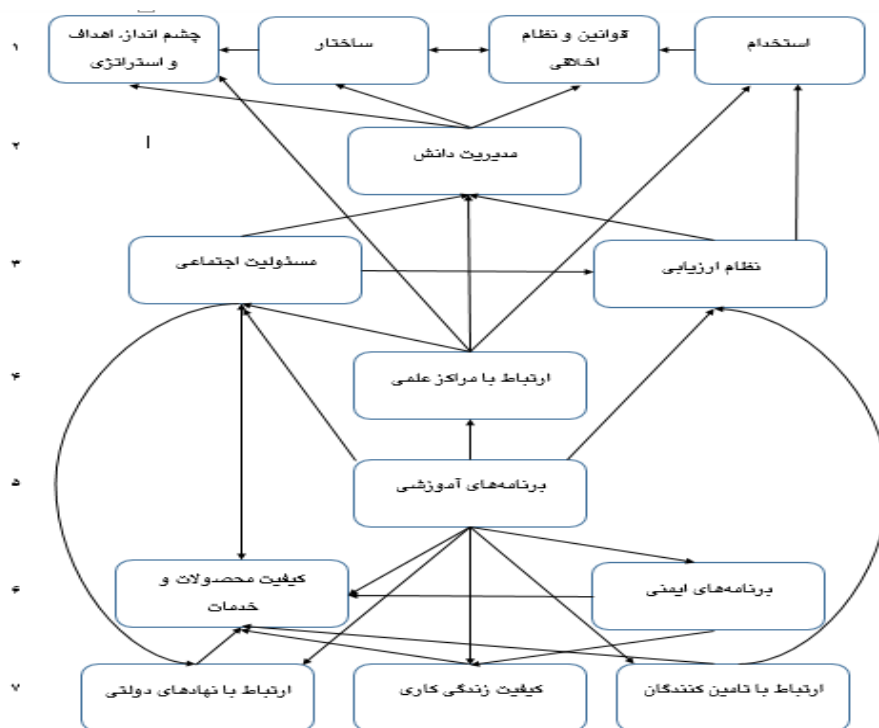 ۱
استخدام
قوانین و نظام
اخلاقی
ساختار
چشم انداز، اهداف
و استراتژی
۲
مدیریت دانش
۳
نظام ارزیابی
مسئولیت اجتماعی
۴
ارتباط با مراکز علمی
۵
برنامه‌های آموزشی
۶
برنامه‌های ایمنی
کیفیت محصولات و
خدمات
۷
ارتباط با تامین کنندگان
کیفیت زندگی کاری
ارتباط با نهادهای دولتی